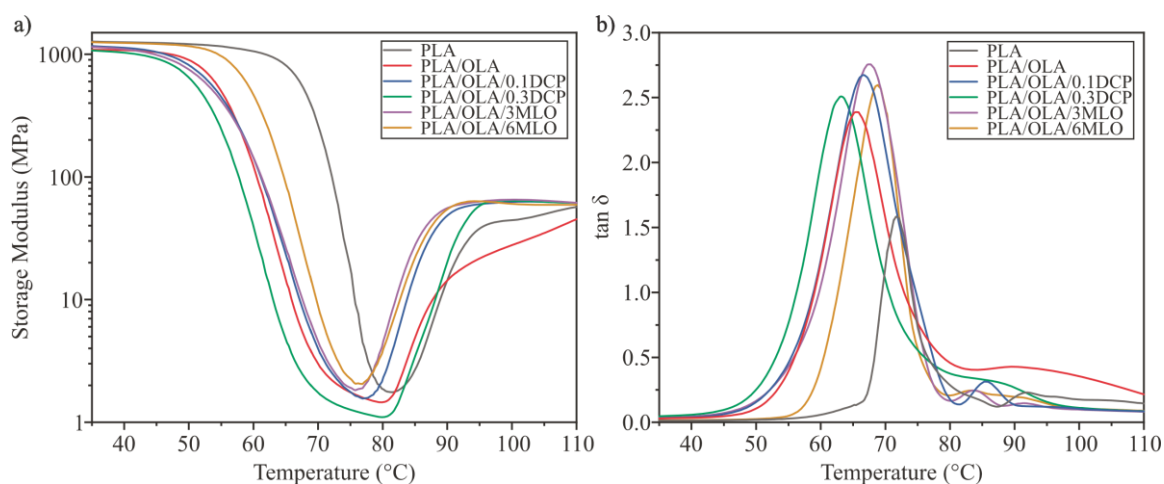 a)
Storage Modulus (MPa)
1000
100
10
1
PLA
PLA/OLA
PLA/OLA/0.1DCP
PLA/OLA/0.3DCP
PLA/OLA/3MLO
PLA/OLA/6MLO
40 50 60 70 80 90 100 110
Temperature (°C)
b)
tan δ
3.0
2.5
2.0
1.5
1.0
0.5
0.0
PLA
PLA/OLA
PLA/OLA/0.1DCP
PLA/OLA/0.3DCP
PLA/OLA/3MLO
PLA/OLA/6MLO
40 50 60 70 80 90 100 110
Temperature (°C)